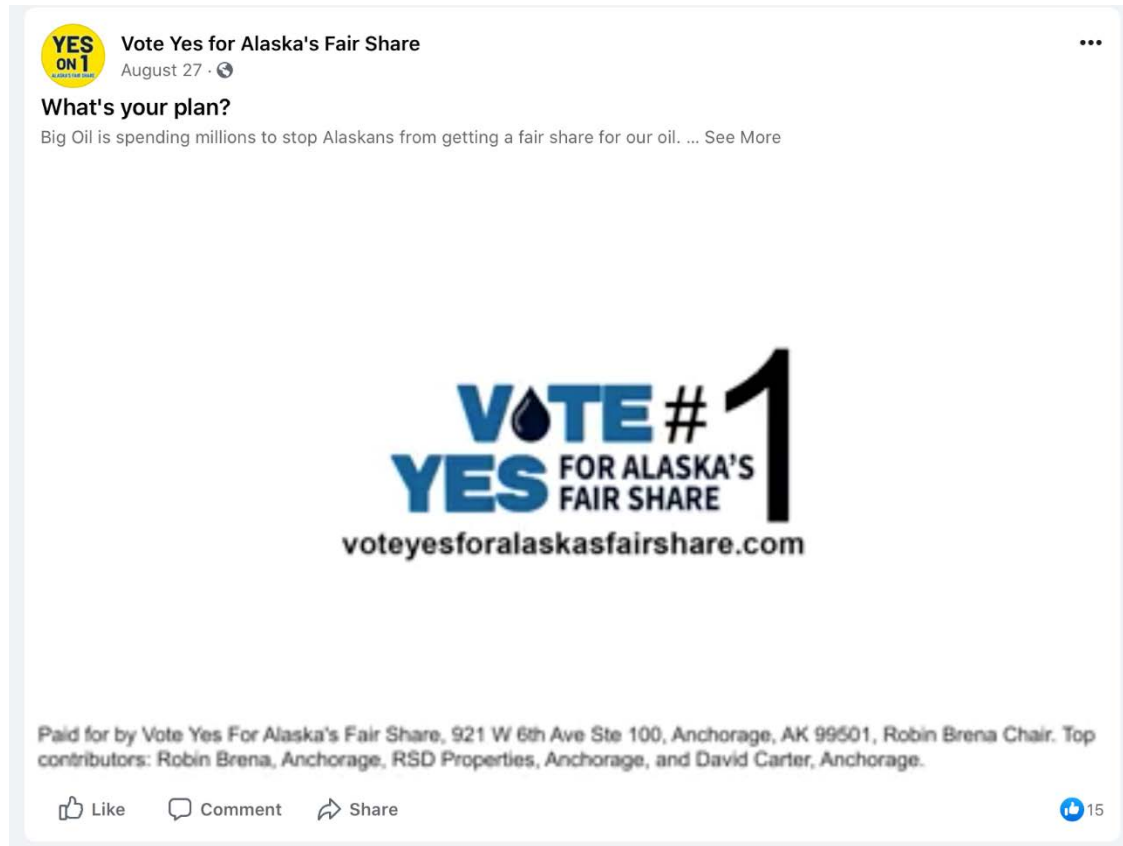 YES
ON 1
ALASKA'S FAIR SHARE
Vote Yes for Alaska's Fair Share
August 27 ·
What's your plan?
Big Oil is spending millions to stop Alaskans from getting a fair share for our oil. ... See More
VOTE #1
YES FOR ALASKA'S
FAIR SHARE
voteyesforalaskasfairshare.com
Paid for by Vote Yes For Alaska's Fair Share, 921 W 6th Ave Ste 100, Anchorage, AK 99501, Robin Brena Chair. Top
contributors: Robin Brena, Anchorage, RSD Properties, Anchorage, and David Carter, Anchorage.
Like Comment Share 15